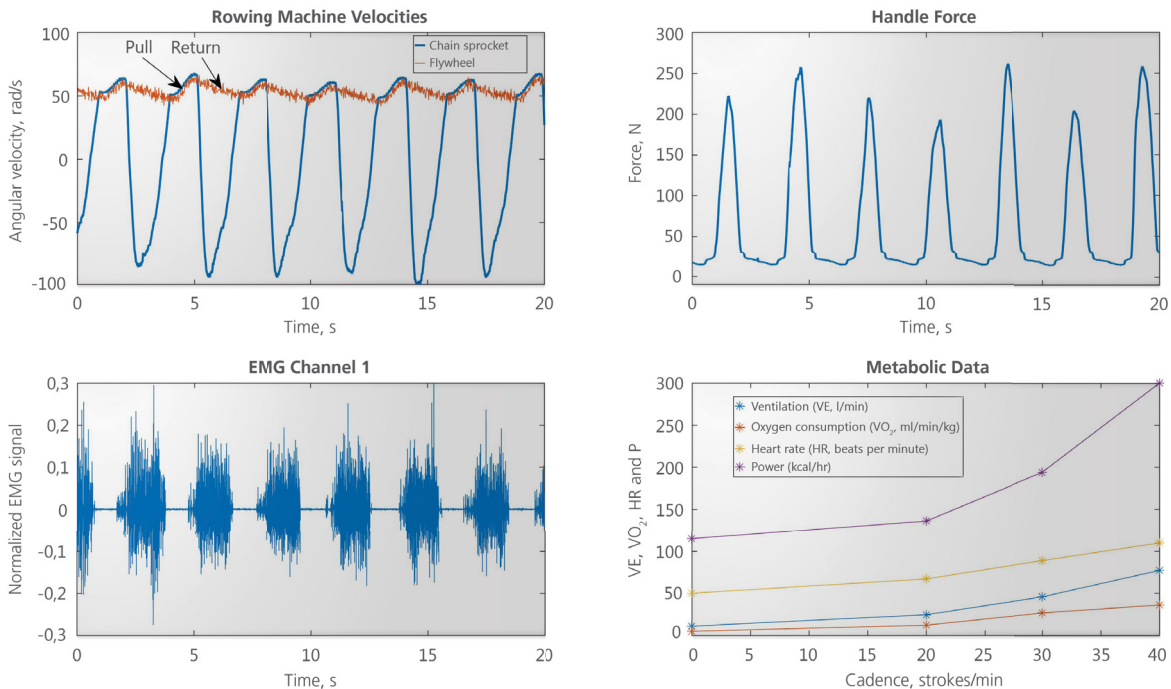 Rowing Machine Velocities
Angular velocity, rad/s
100
50
0
-50
-100
Pull
Return
Chain sprocket
Flywheel
0 5 10 15 20
Time, s
Handle Force
Force, N
300
250
200
150
100
50
0
0 5 10 15 20
Time, s
EMG Channel 1
Normalized EMG signal
0,3
0,2
0,1
0
-0,1
-0,2
-0,3
0 5 10 15 20
Time, s
Metabolic Data
VE, VO2, HR and P
300
250
200
150
100
50
0
Ventilation (VE, l/min)
Oxygen consumption (VO2, ml/min/kg)
Heart rate (HR, beats per minute)
Power (kcal/hr)
0 5 10 15 20 25 30 35 40
Cadence, strokes/min